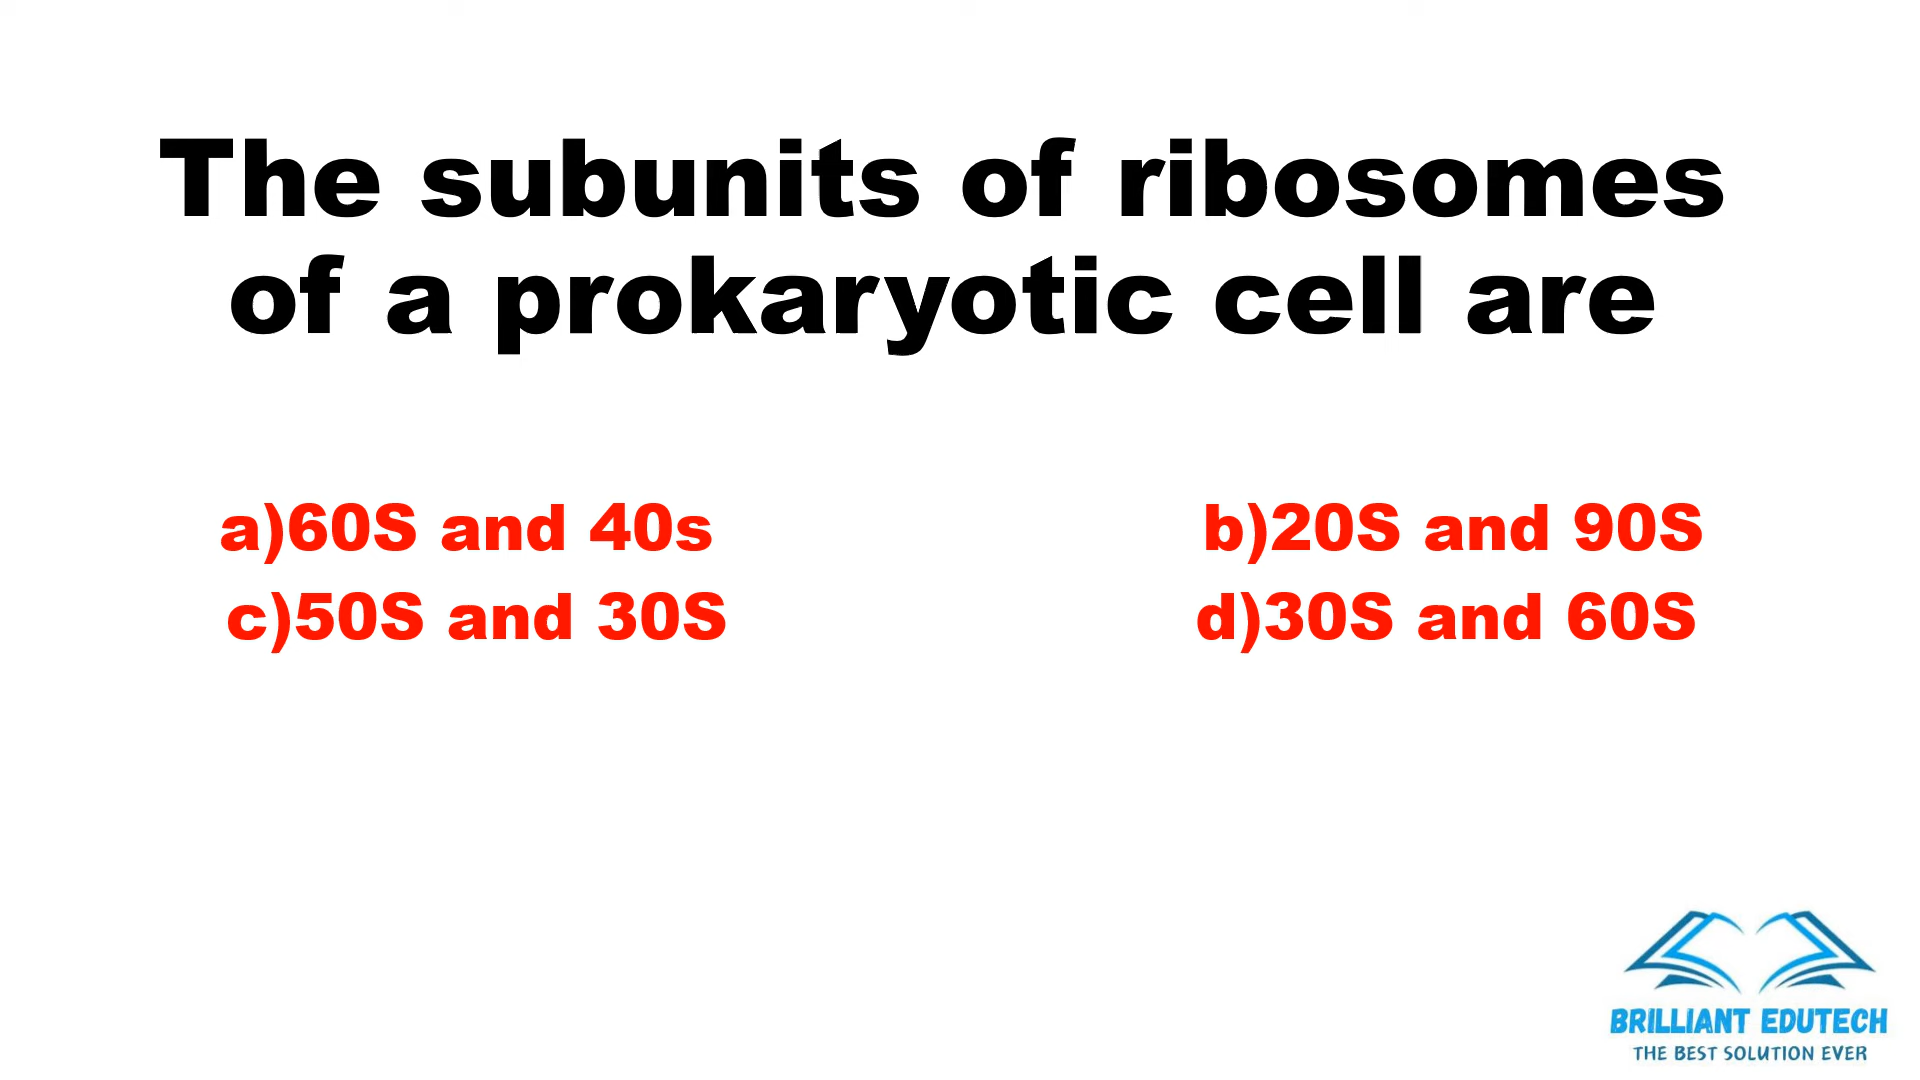 The subunits of ribosomes
of a prokaryotic cell are
a)60S and 40s b)20S and 90S
c)50S and 30S d)30S and 60S
BRILLIANT EDUTECH
THE BEST SOLUTION EVER